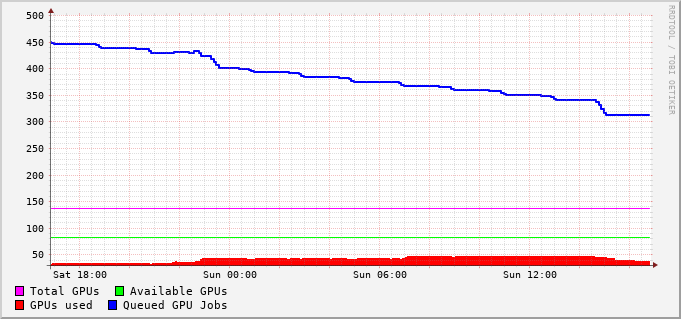 500
450
400
350
300
250
200
150
100
50
Sat 18:00 Sun 00:00 Sun 06:00 Sun 12:00
Total GPUs Available GPUs
GPUs used Queued GPU Jobs
RRDTOOL / TOBI OETIKER